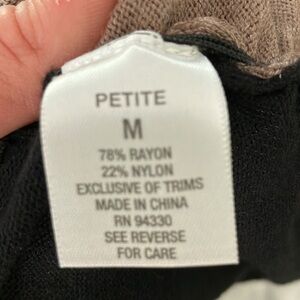 PETITE
M
78% RAYON
22% NYLON
EXCLUSIVE OF TRIMS
MADE IN CHINA
RN 94330
SEE REVERSE
FOR CARE